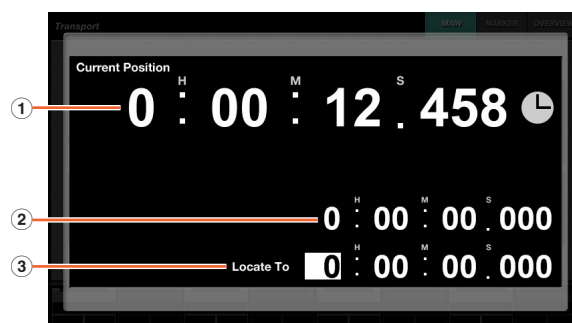 Transport
MAIN MARKER OVERVIEW
Current Position
H M S
1 0 : 00 : 12 . 458
H M S
2 0 : 00 : 00 . 000
H M S
3 Locate To 0 : 00 : 00 . 000